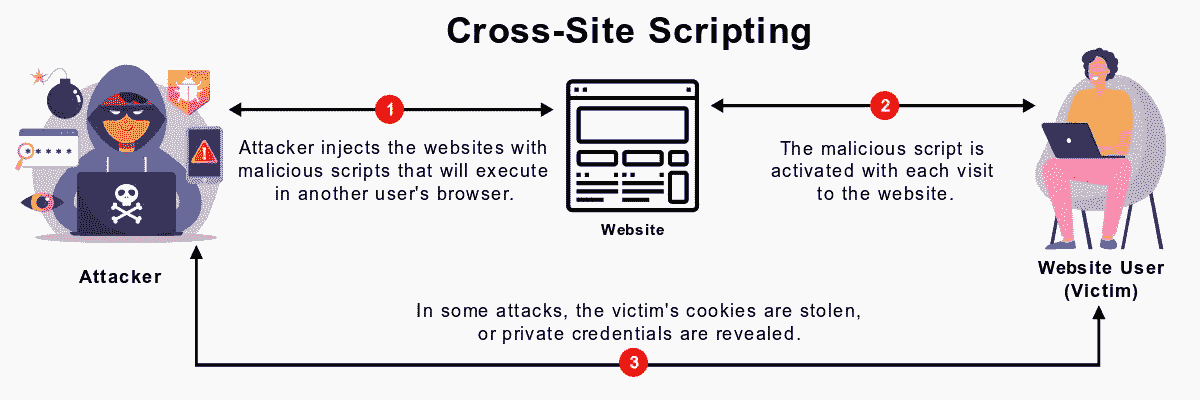 Cross-Site Scripting
1
2
Attacker injects the websites with
malicious scripts that will execute
in another user's browser.
The malicious script is
activated with each visit
to the website.
Website
Attacker
Website User
(Victim)
In some attacks, the victim's cookies are stolen,
or private credentials are revealed.
3